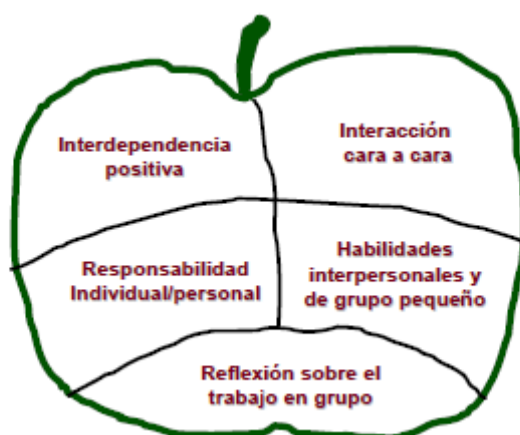 Interdependencia
positiva
Interacción
cara a cara
Responsabilidad
Individual/personal
Habilidades
interpersonales y
de grupo pequeño
Reflexión sobre el
trabajo en grupo